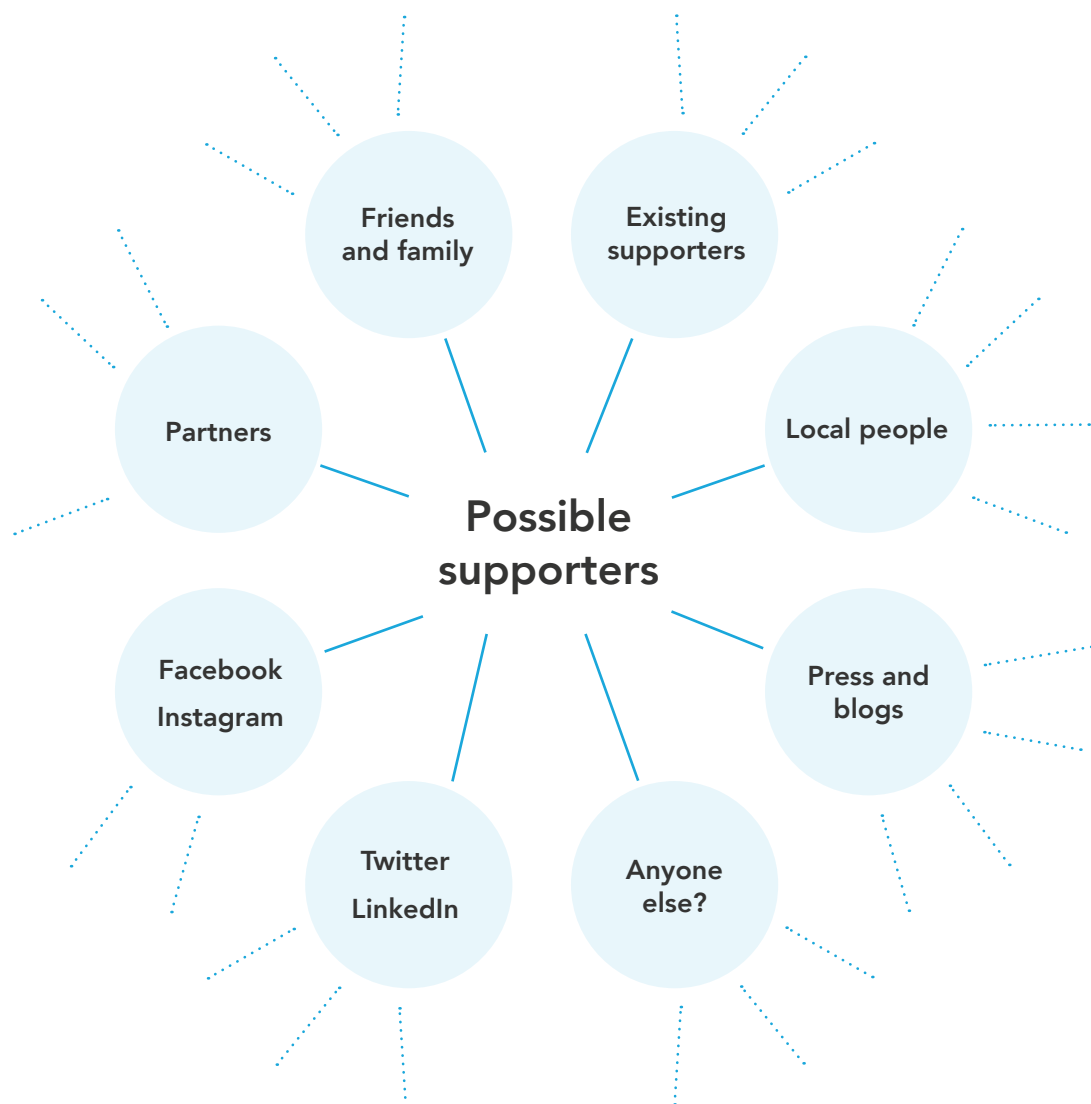 Friends
and family
Existing
supporters
Partners
Local people
Possible
supporters
Facebook
Instagram
Press and
blogs
Twitter
LinkedIn
Anyone
else?